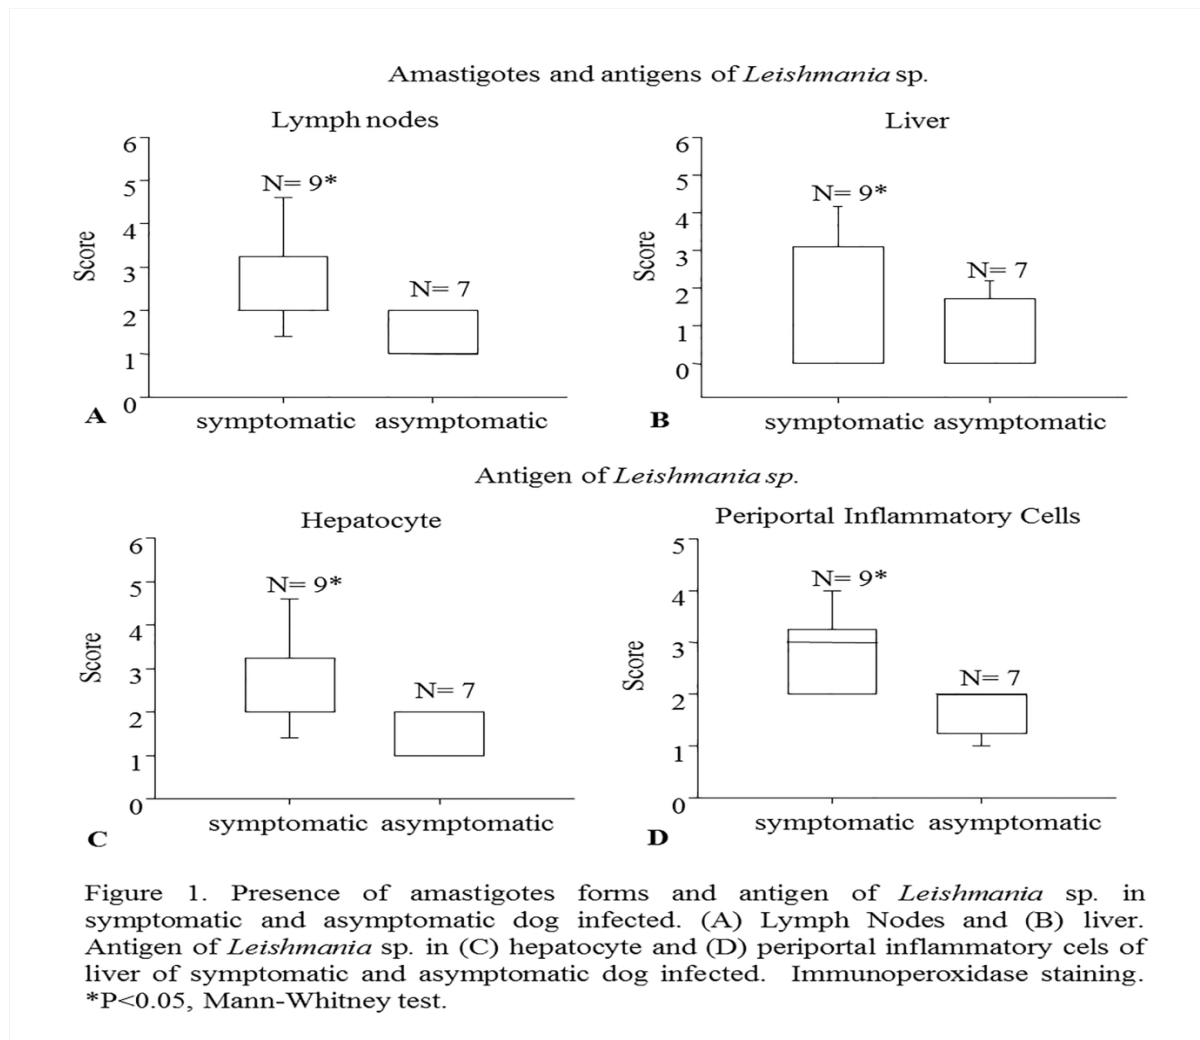 Amastigotes and antigens of Leishmania sp.
Lymph nodes
6
5
4
3
2
1
0
Score
N= 9*
N= 7
symptomatic asymptomatic
A
Liver
6
5
4
3
2
1
0
Score
N= 9*
N= 7
symptomatic asymptomatic
B
Antigen of Leishmania sp.
Hepatocyte
6
5
4
3
2
1
0
Score
N= 9*
N= 7
symptomatic asymptomatic
C
Periportal Inflammatory Cells
5
4
3
2
1
0
Score
N= 9*
N= 7
symptomatic asymptomatic
D
Figure 1. Presence of amastigotes forms and antigen of Leishmania sp. in
symptomatic and asymptomatic dog infected. (A) Lymph Nodes and (B) liver.
Antigen of Leishmania sp. in (C) hepatocyte and (D) periportal inflammatory cels of
liver of symptomatic and asymptomatic dog infected. Immunoperoxidase staining.
*P<0.05, Mann-Whitney test.